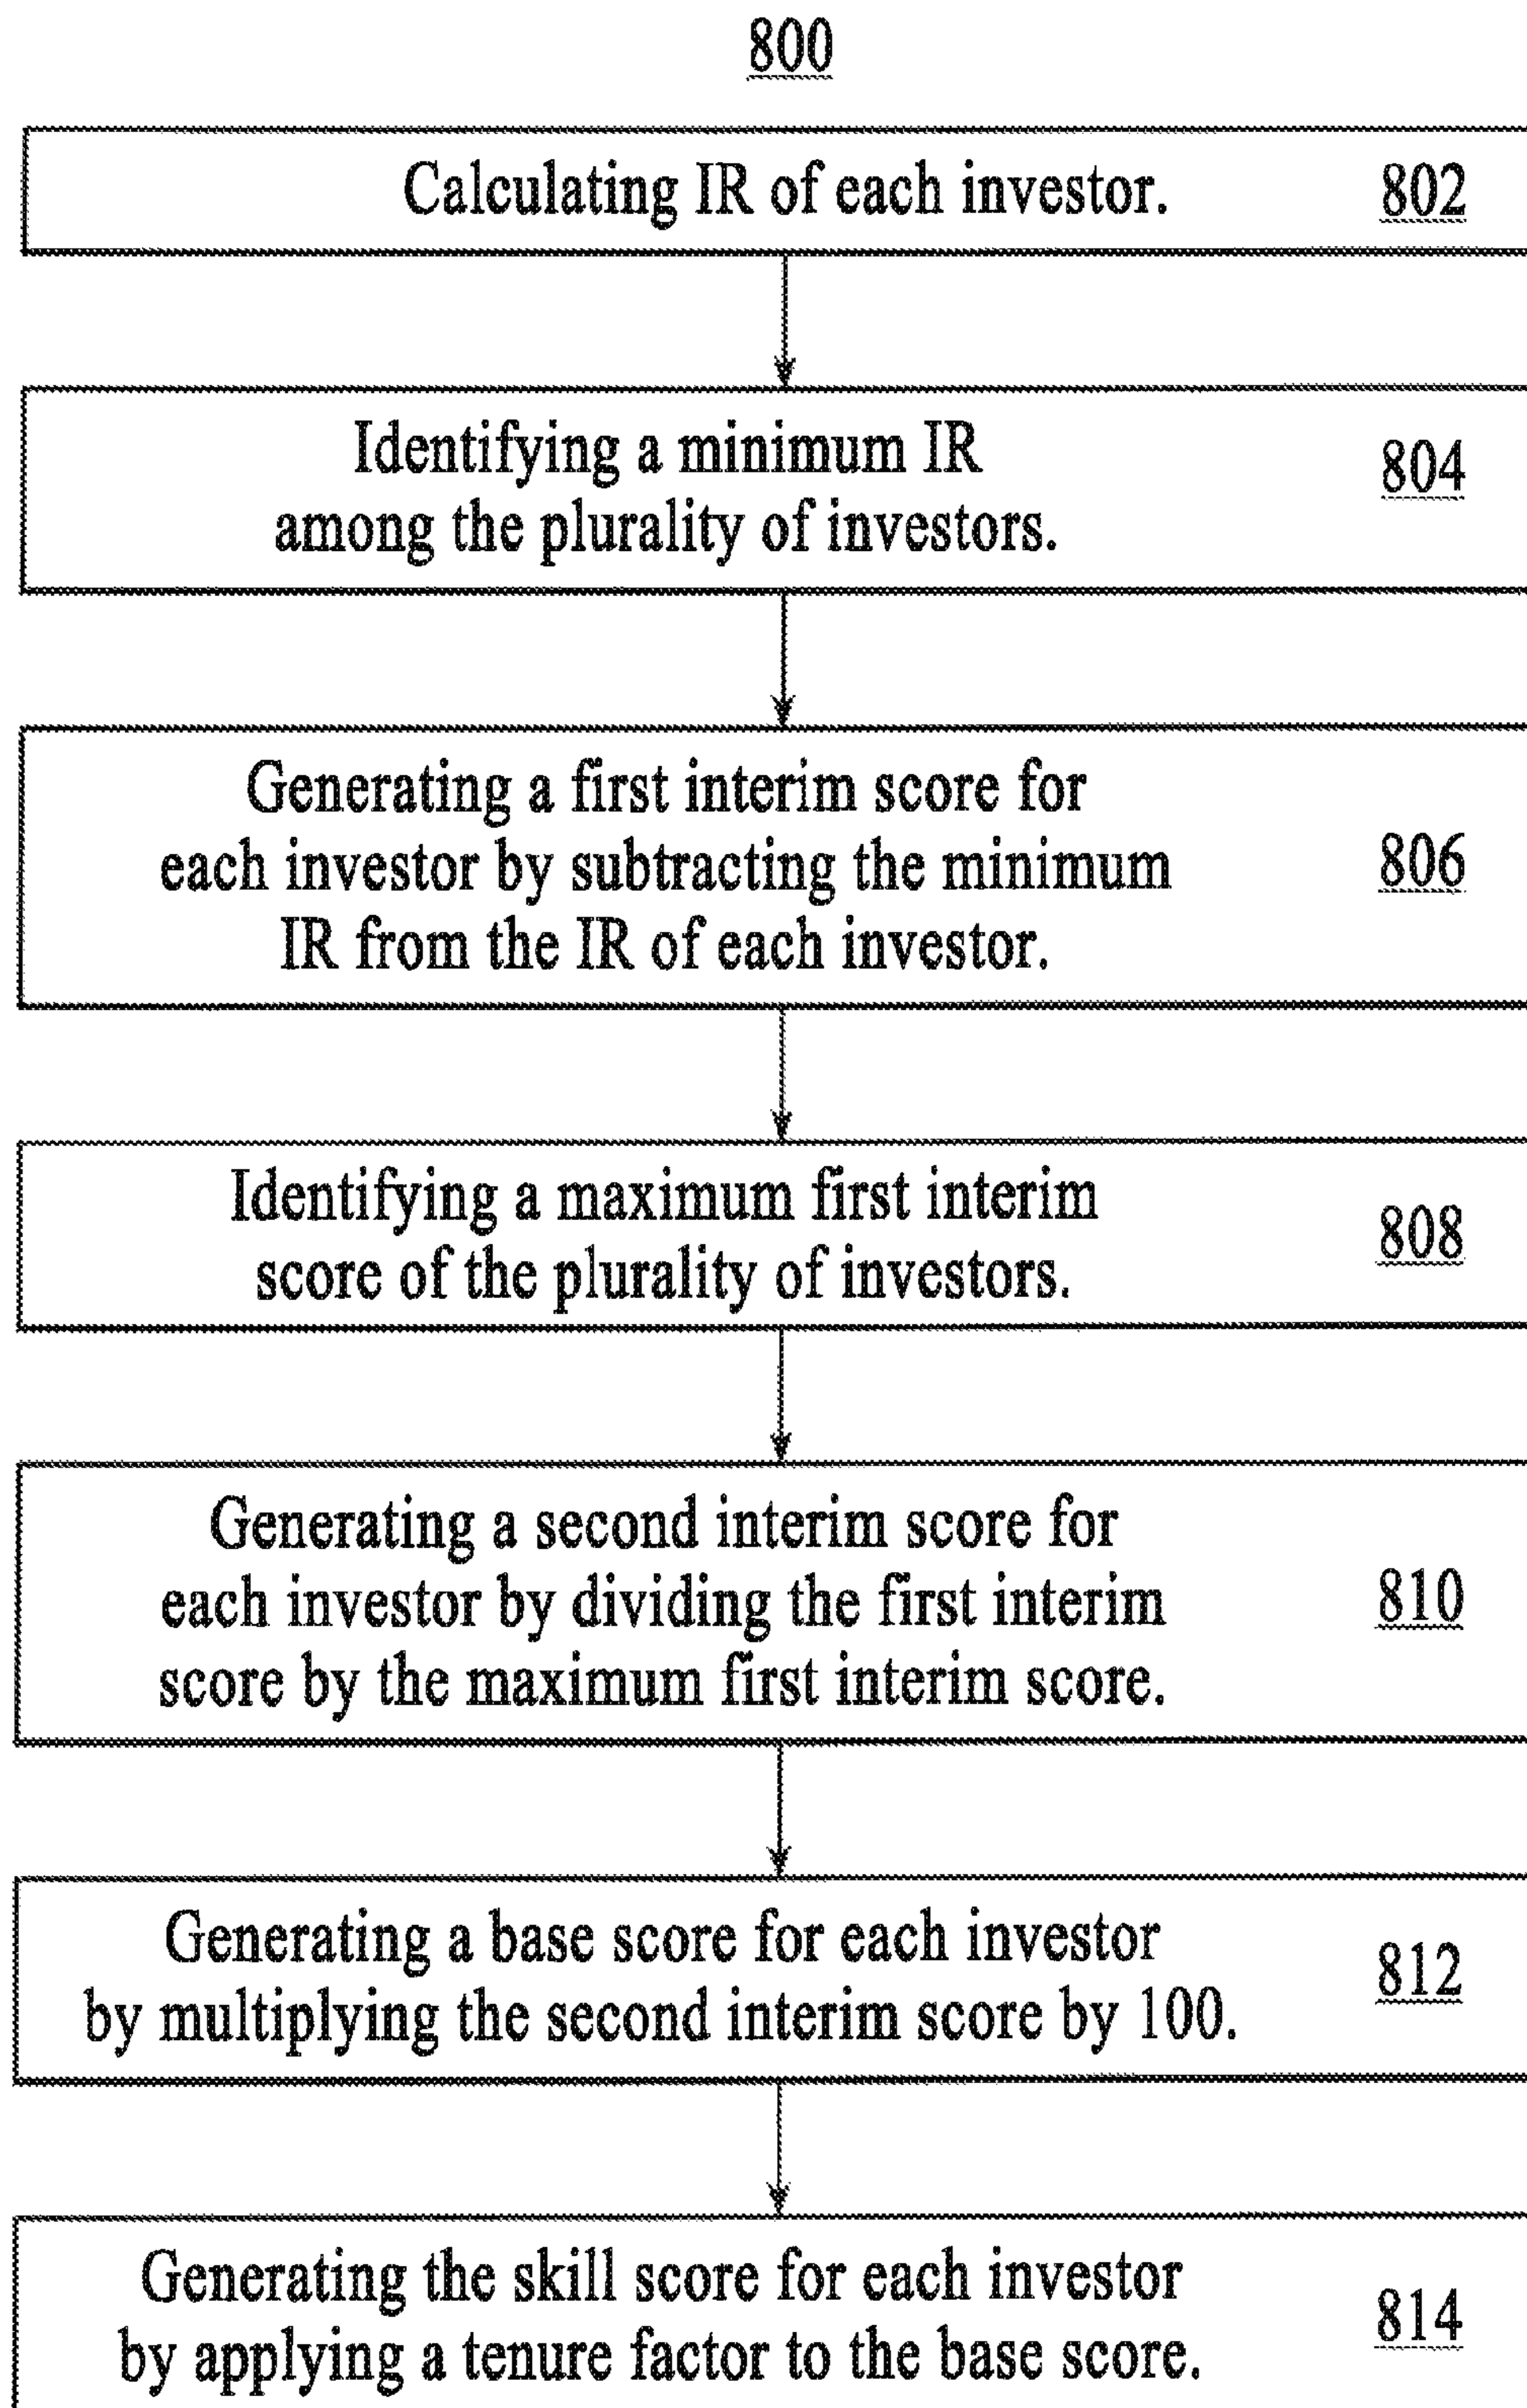 800
Calculating IR of each investor. 802
Identifying a minimum IR
among the plurality of investors.
804
Generating a first interim score for
each investor by subtracting the minimum
IR from the IR of each investor.
806
Identifying a maximum first interim
score of the plurality of investors.
808
Generating a second interim score for
each investor by dividing the first interim
score by the maximum first interim score.
810
Generating a base score for each investor
by multiplying the second interim score by 100.
812
Generating the skill score for each investor
by applying a tenure factor to the base score.
814